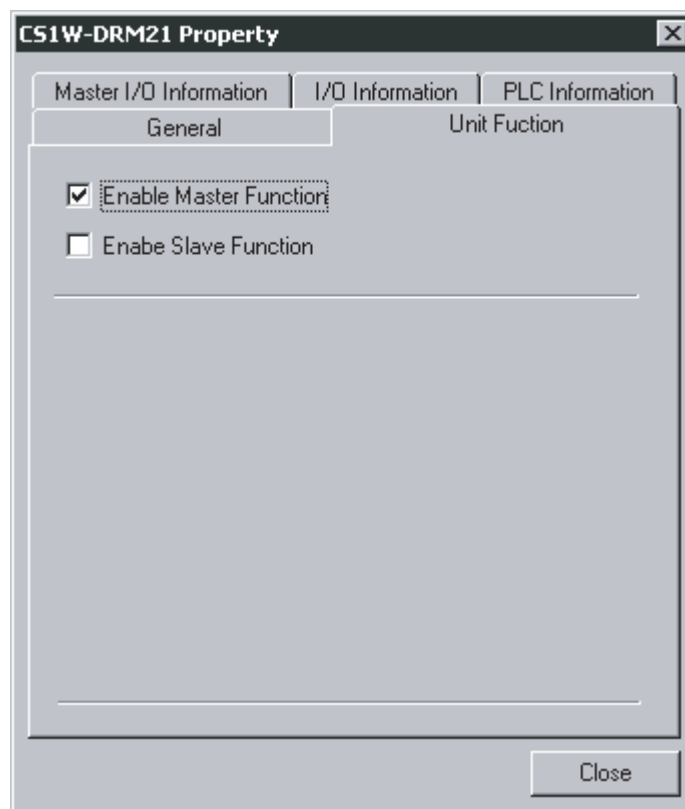 CS1W-DRM21 Property
Master I/O Information I/O Information PLC Information
General Unit Fuction
Enable Master Function
Enabe Slave Function
Close